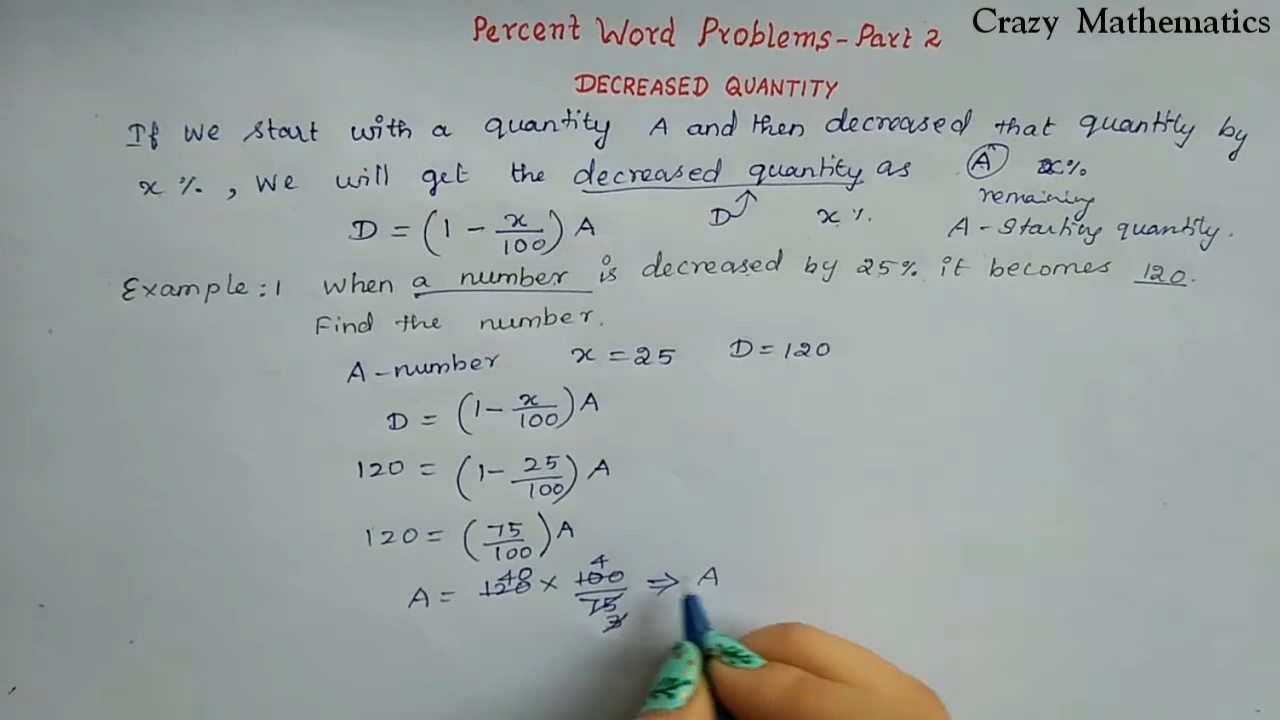 Crazy Mathematics
Percent Word Problems - Part 2
DECREASED QUANTITY
If we start with a quantity A and then decreased that quantity by
x %, we will get the decreased quantity as A x%
remaining
D = (1 - x/100) A D x %. A - Starting quantity.
Example: 1 When a number is decreased by 25% it becomes 120.
Find the number.
A - number x = 25 D = 120
D = (1 - x/100) A
120 = (1 - 25/100) A
120 = (75/100) A
40 4
A = 120 × 100/75 ⇒ A
3